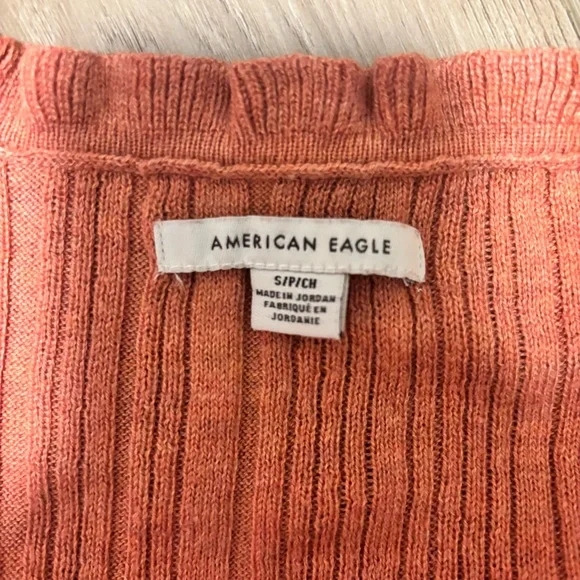 AMERICAN EAGLE
S/P/CH
MADE IN JORDAN
FABRIQUÉ EN
JORDANIE